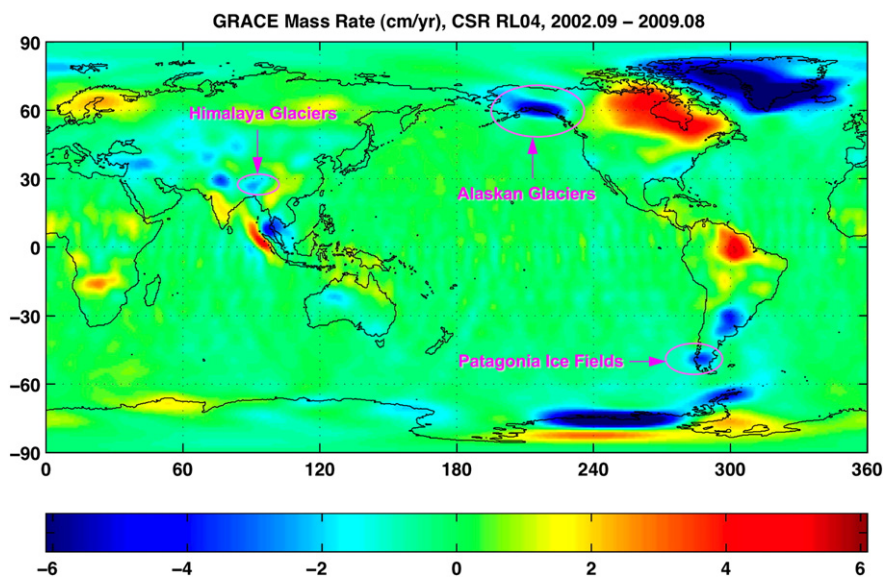 GRACE Mass Rate (cm/yr), CSR RL04, 2002.09 – 2009.08
90
60
30
0
−30
−60
−90
Himalaya Glaciers
Alaskan Glaciers
Patagonia Ice Fields
0 60 120 180 240 300 360
−6 −4 −2 0 2 4 6